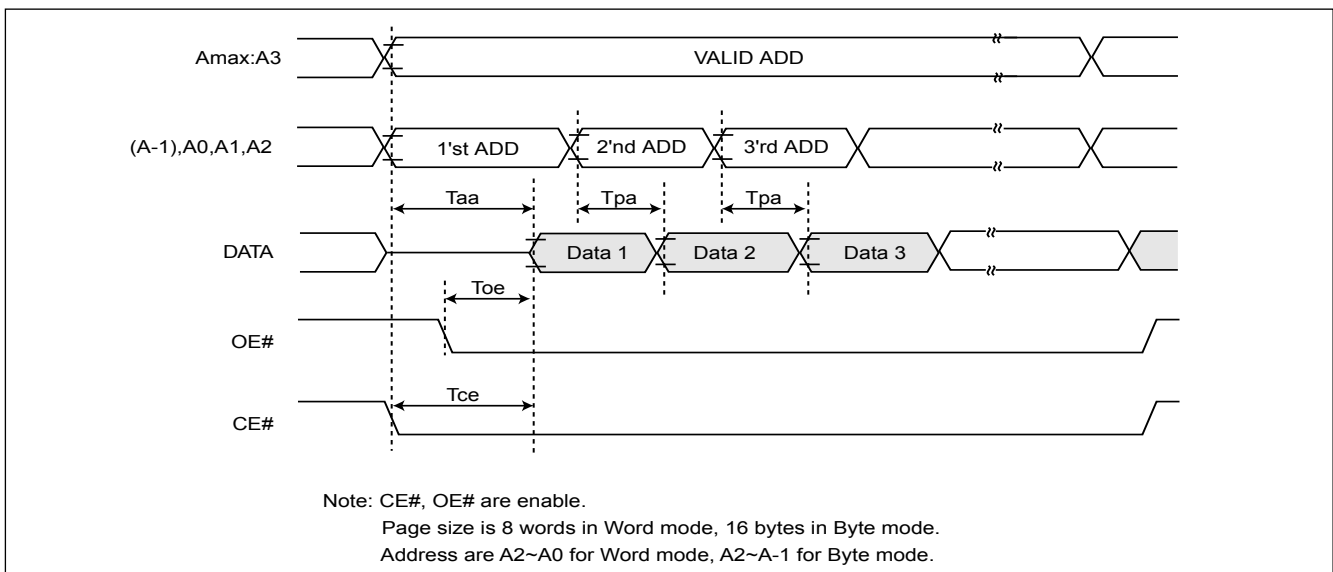 Amax:A3
VALID ADD
(A-1),A0,A1,A2
1'st ADD
2'nd ADD
3'rd ADD
Taa
Tpa
Tpa
DATA
Data 1
Data 2
Data 3
Toe
OE#
Tce
CE#
Note: CE#, OE# are enable.
Page size is 8 words in Word mode, 16 bytes in Byte mode.
Address are A2~A0 for Word mode, A2~A-1 for Byte mode.